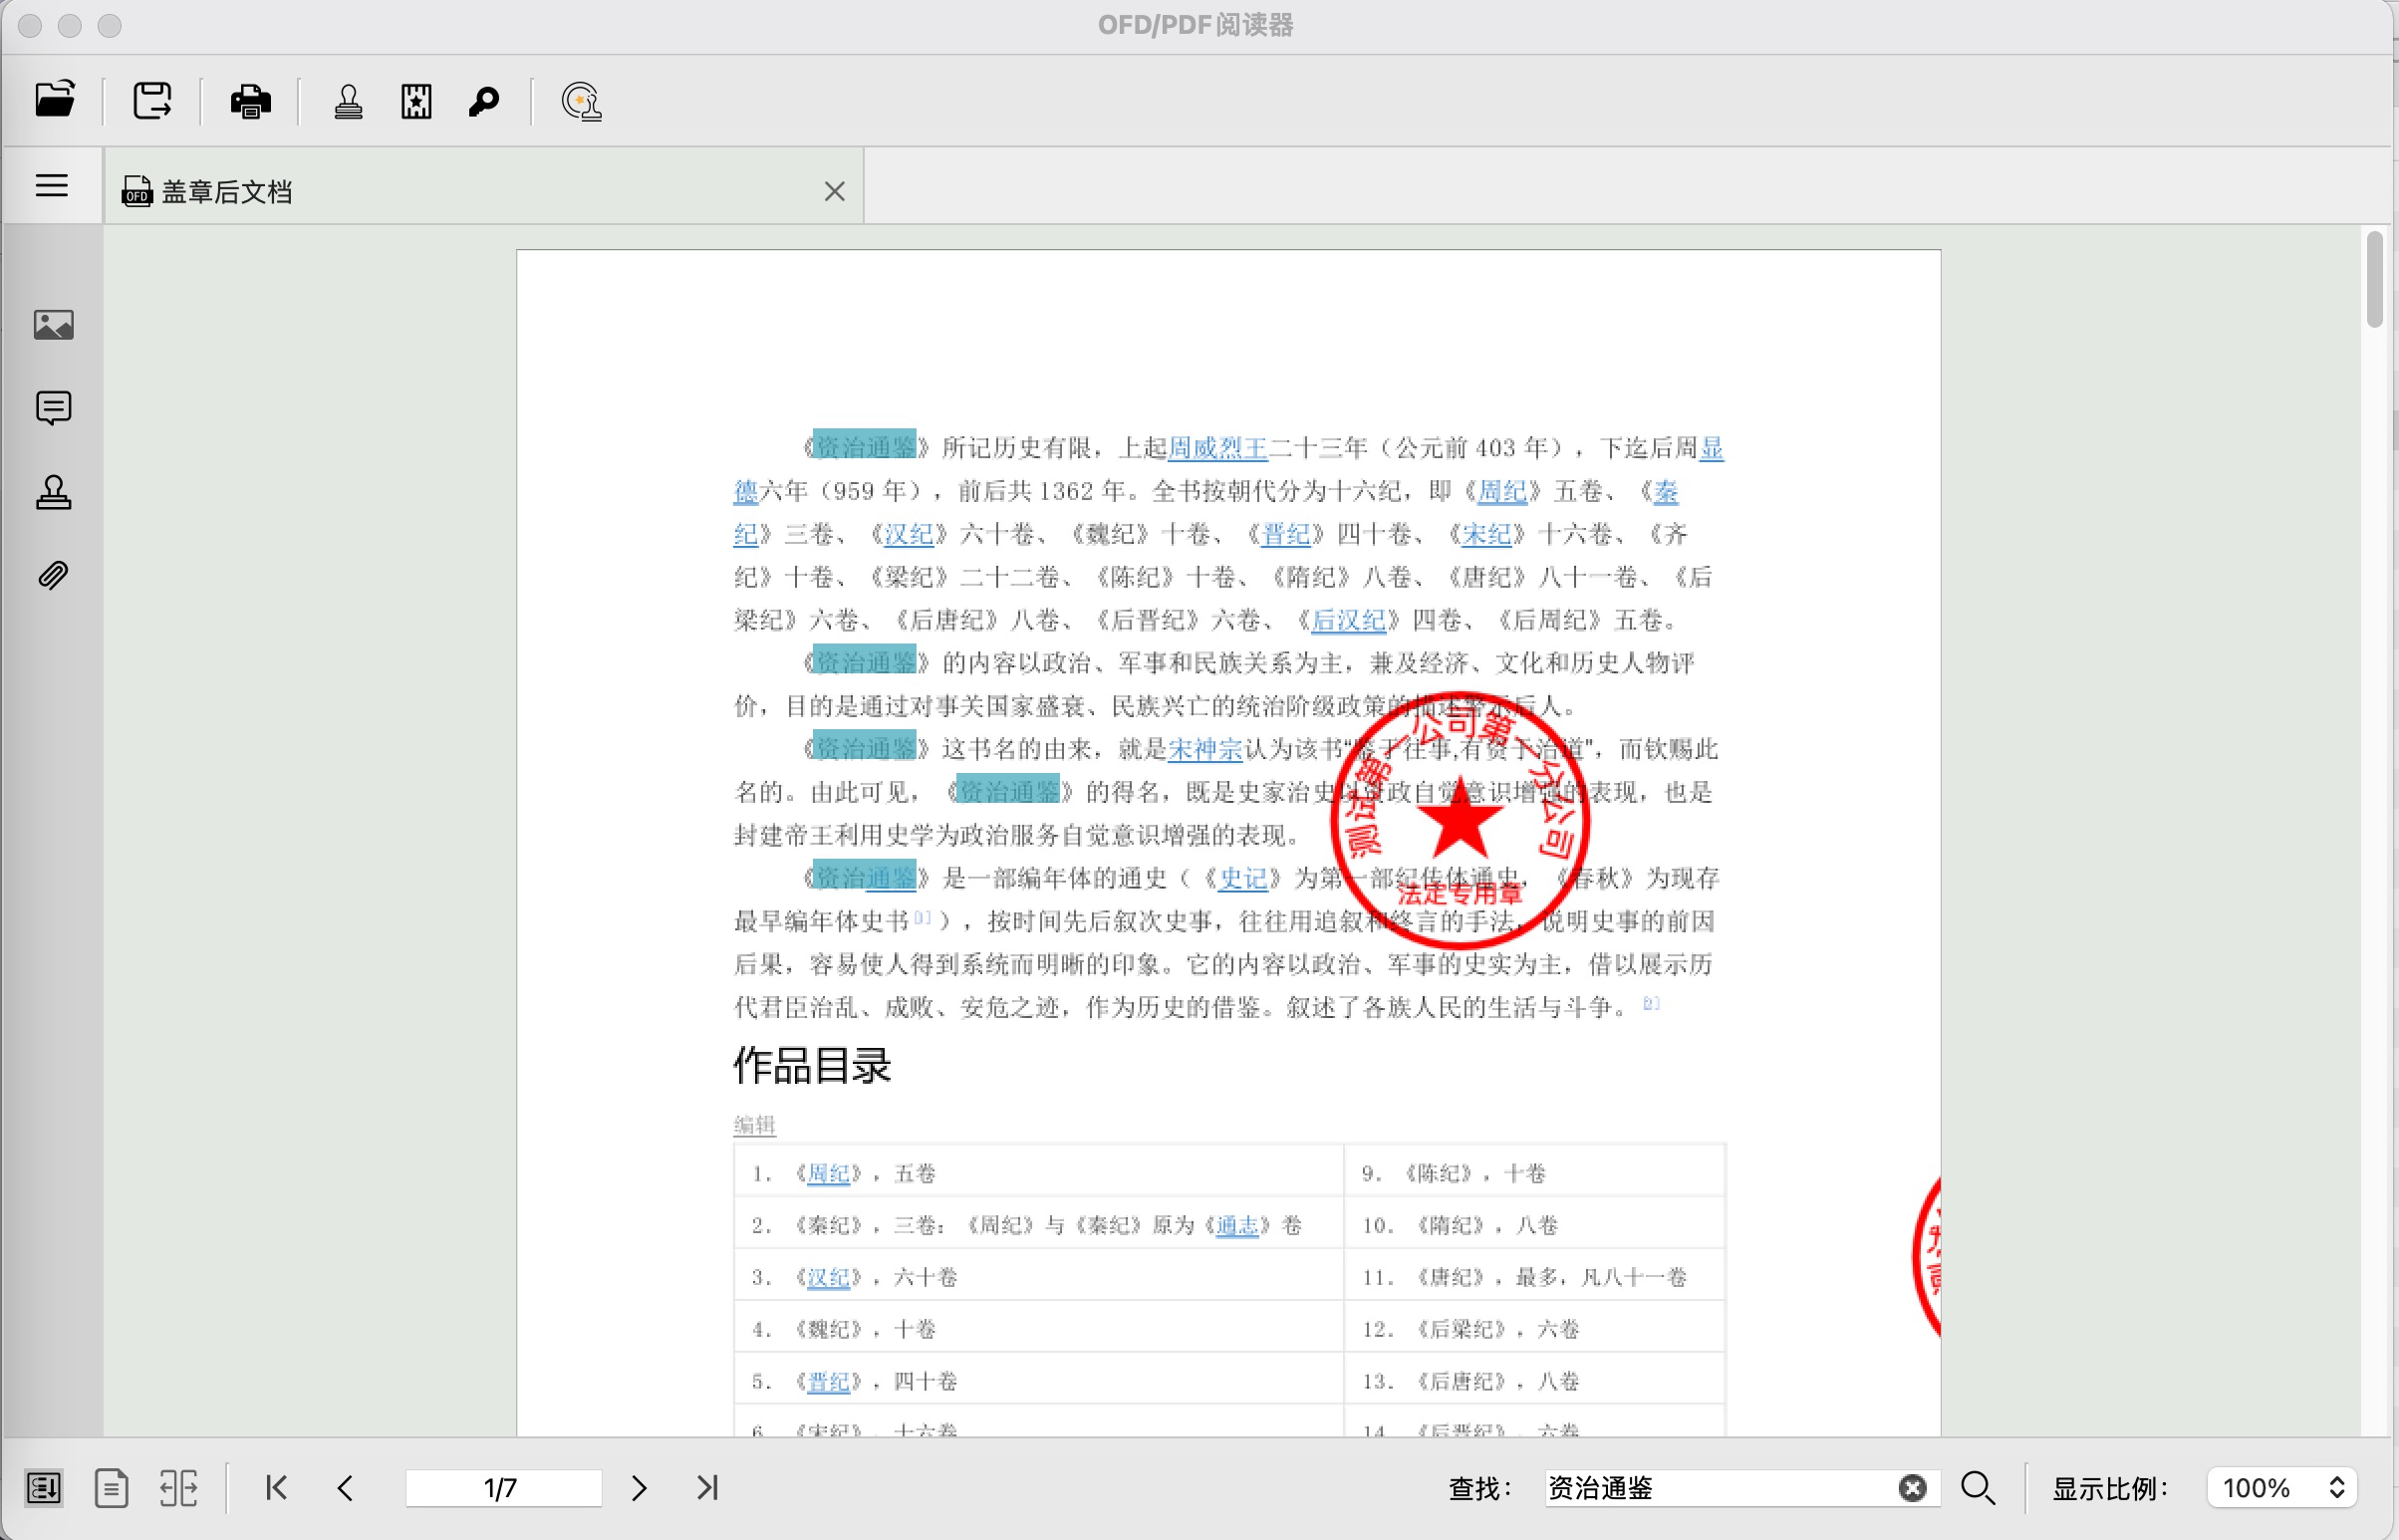 OFD/PDF阅读器
OFD
盖章后文档
《资治通鉴》所记历史有限，上起周威烈王二十三年（公元前 403 年），下迄后周显
德六年（959 年），前后共 1362 年。全书按朝代分为十六纪，即《周纪》五卷、《秦
纪》三卷、《汉纪》六十卷、《魏纪》十卷、《晋纪》四十卷、《宋纪》十六卷、《齐
纪》十卷、《梁纪》二十二卷、《陈纪》十卷、《隋纪》八卷、《唐纪》八十一卷、《后
梁纪》六卷、《后唐纪》八卷、《后晋纪》六卷、《后汉纪》四卷、《后周纪》五卷。
《资治通鉴》的内容以政治、军事和民族关系为主，兼及经济、文化和历史人物评
价，目的是通过对事关国家盛衰、民族兴亡的统治阶级政策的描述警示后人。
《资治通鉴》这书名的由来，就是宋神宗认为该书“鉴于往事,有资于治道”，而钦赐此
名的。由此可见，《资治通鉴》的得名，既是史家治史以资政自觉意识增强的表现，也是
封建帝王利用史学为政治服务自觉意识增强的表现。
《资治通鉴》是一部编年体的通史（《史记》为第一部纪传体通史，《春秋》为现存
最早编年体史书[1]），按时间先后叙次史事，往往用追叙和终言的手法，说明史事的前因
后果，容易使人得到系统而明晰的印象。它的内容以政治、军事的史实为主，借以展示历
代君臣治乱、成败、安危之迹，作为历史的借鉴。叙述了各族人民的生活与斗争。[2]
测试第一公司第一分公司
法定专用章
作品目录
编辑
1. 《周纪》，五卷
9. 《陈纪》，十卷
2. 《秦纪》，三卷；《周纪》与《秦纪》原为《通志》卷
10. 《隋纪》，八卷
3. 《汉纪》，六十卷
11. 《唐纪》，最多，凡八十一卷
4. 《魏纪》，十卷
12. 《后梁纪》，六卷
5. 《晋纪》，四十卷
13. 《后唐纪》，八卷
6. 《宋纪》，十六卷
14. 《后晋纪》，六卷
1/7
查找：
资治通鉴
显示比例：
100%